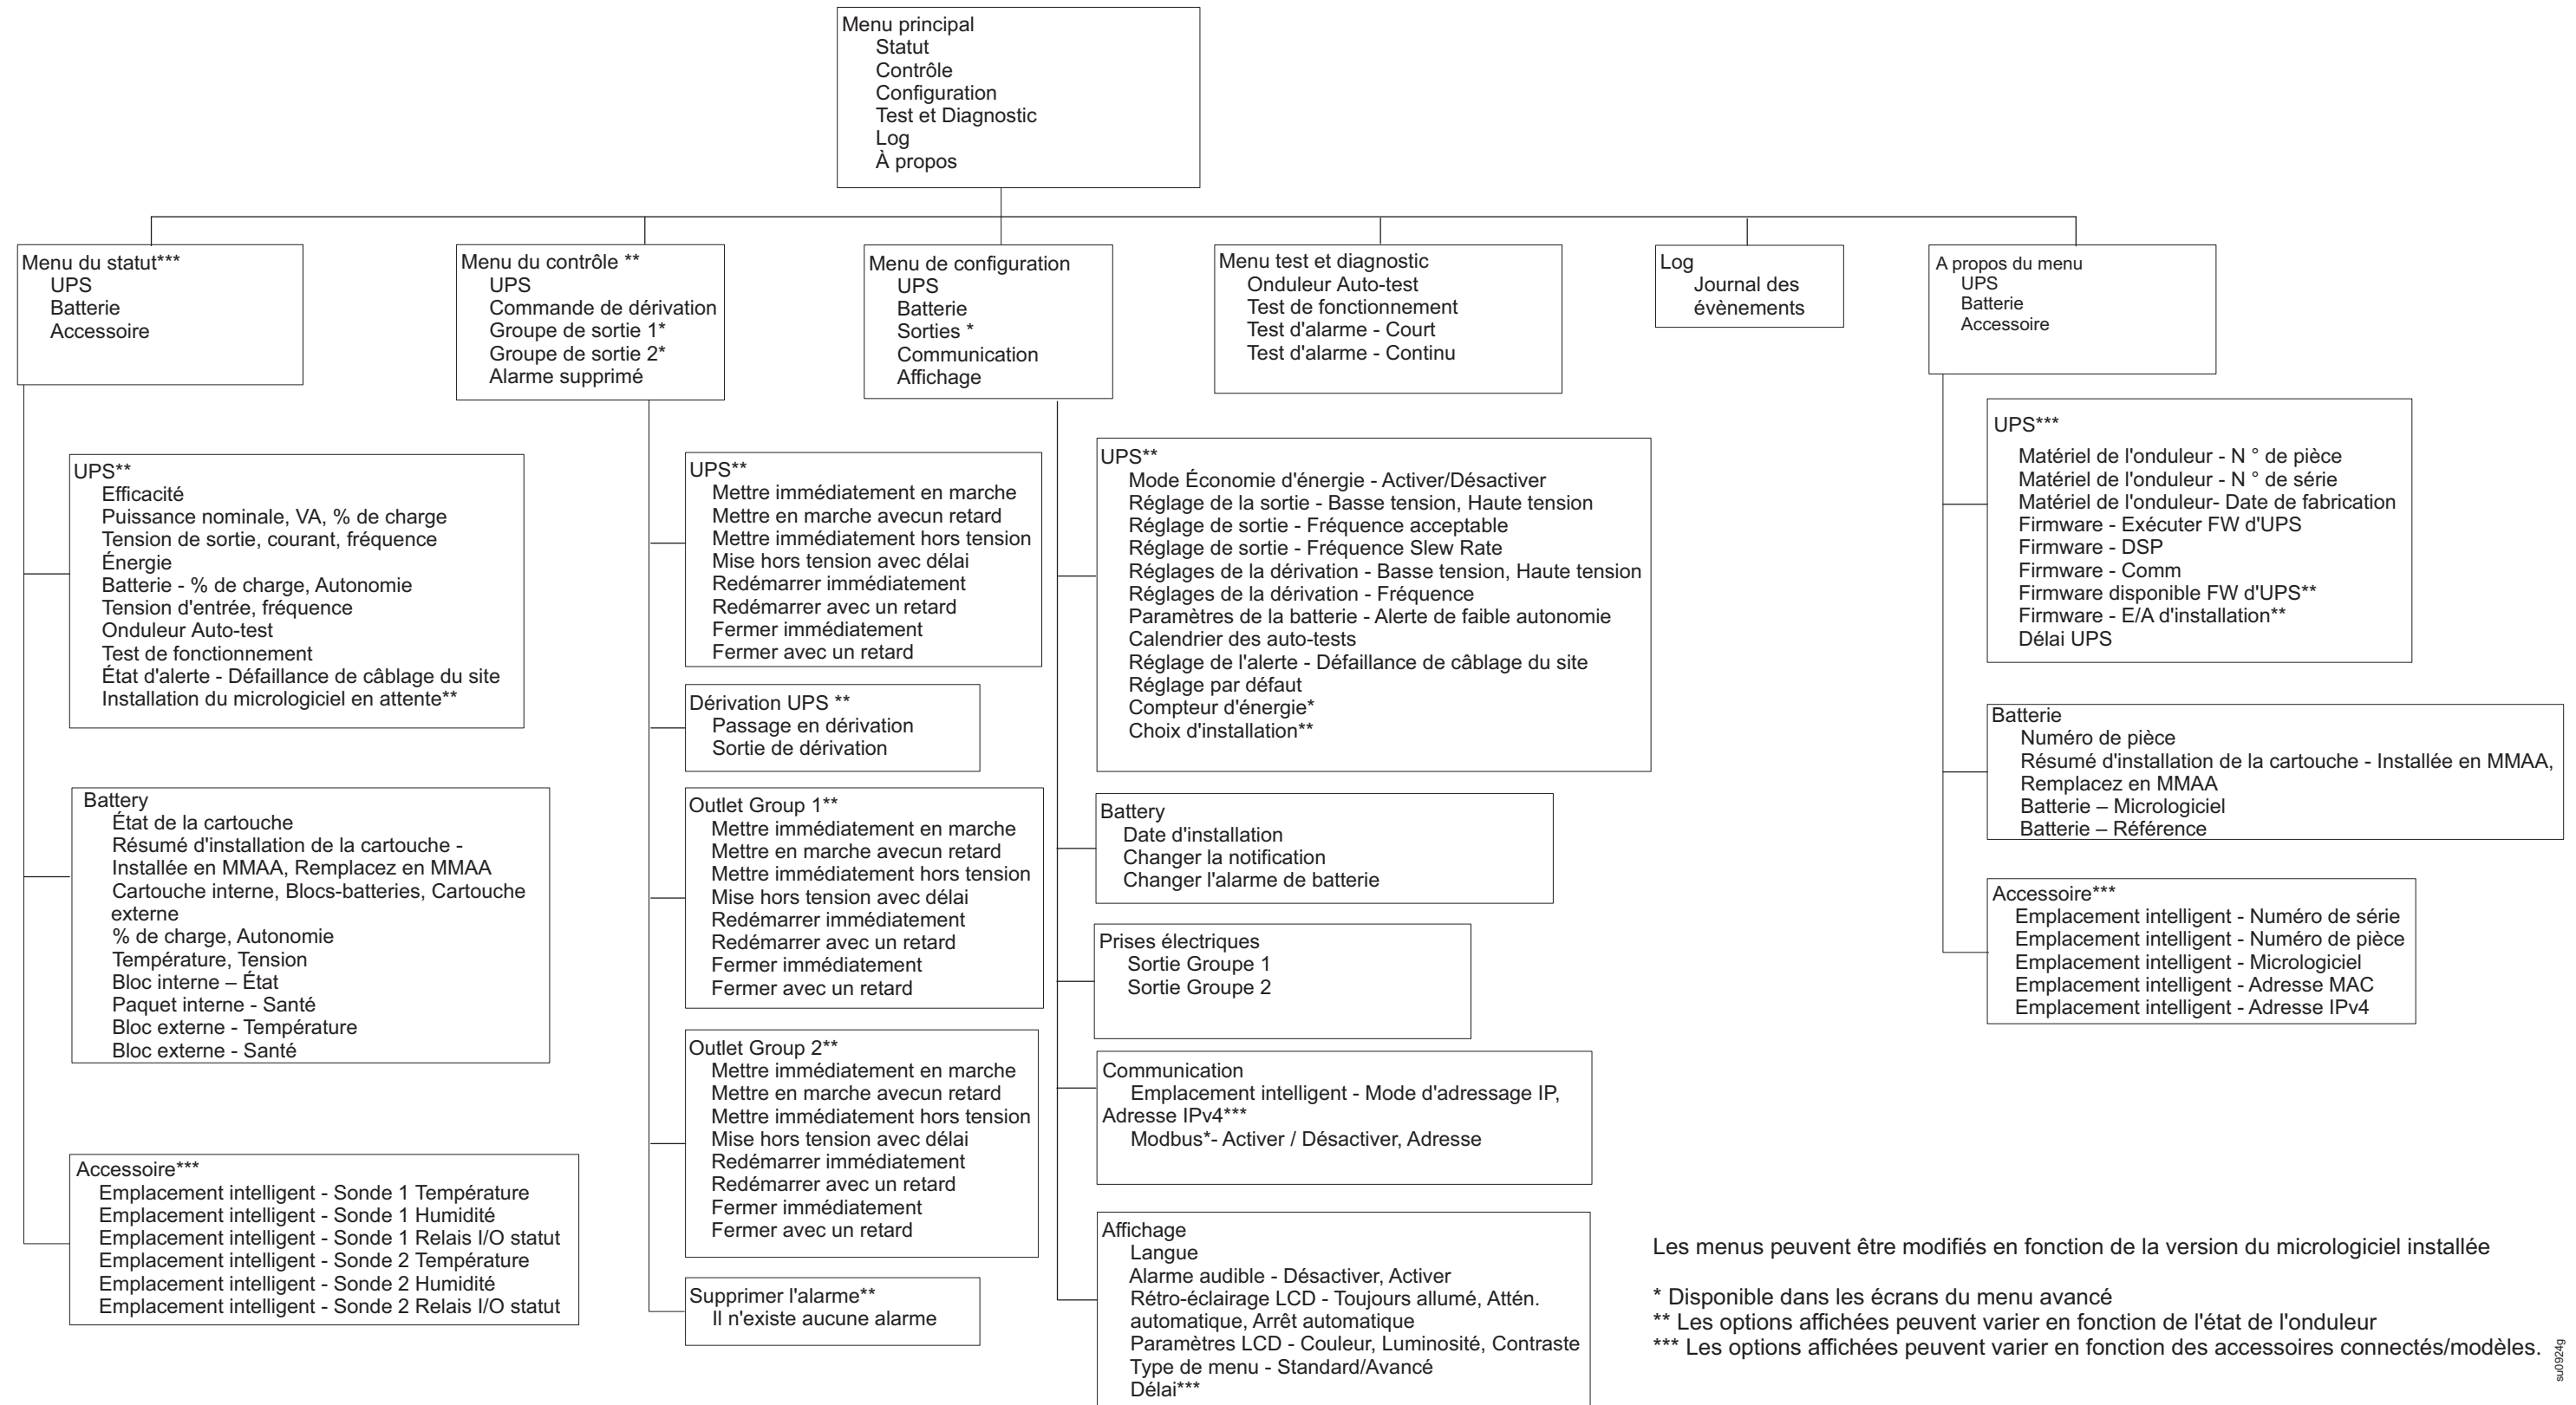 Menu principal
Statut
Contrôle
Configuration
Test et Diagnostic
Log
À propos
Menu du statut***
UPS
Batterie
Accessoire
Menu du contrôle **
UPS
Commande de dérivation
Groupe de sortie 1*
Groupe de sortie 2*
Alarme supprimé
Menu de configuration
UPS
Batterie
Sorties *
Communication
Affichage
Menu test et diagnostic
Onduleur Auto-test
Test de fonctionnement
Test d'alarme - Court
Test d'alarme - Continu
Log
Journal des
évènements
A propos du menu
UPS
Batterie
Accessoire
UPS**
Efficacité
Puissance nominale, VA, % de charge
Tension de sortie, courant, fréquence
Énergie
Batterie - % de charge, Autonomie
Tension d'entrée, fréquence
Onduleur Auto-test
Test de fonctionnement
État d'alerte - Défaillance de câblage du site
Installation du micrologiciel en attente**
Battery
État de la cartouche
Résumé d'installation de la cartouche -
Installée en MMAA, Remplacez en MMAA
Cartouche interne, Blocs-batteries, Cartouche
externe
% de charge, Autonomie
Température, Tension
Bloc interne – État
Paquet interne - Santé
Bloc externe - Température
Bloc externe - Santé
Accessoire***
Emplacement intelligent - Sonde 1 Température
Emplacement intelligent - Sonde 1 Humidité
Emplacement intelligent - Sonde 1 Relais I/O statut
Emplacement intelligent - Sonde 2 Température
Emplacement intelligent - Sonde 2 Humidité
Emplacement intelligent - Sonde 2 Relais I/O statut
UPS**
Mettre immédiatement en marche
Mettre en marche avecun retard
Mettre immédiatement hors tension
Mise hors tension avec délai
Redémarrer immédiatement
Redémarrer avec un retard
Fermer immédiatement
Fermer avec un retard
Dérivation UPS **
Passage en dérivation
Sortie de dérivation
Outlet Group 1**
Mettre immédiatement en marche
Mettre en marche avecun retard
Mettre immédiatement hors tension
Mise hors tension avec délai
Redémarrer immédiatement
Redémarrer avec un retard
Fermer immédiatement
Fermer avec un retard
Outlet Group 2**
Mettre immédiatement en marche
Mettre en marche avecun retard
Mettre immédiatement hors tension
Mise hors tension avec délai
Redémarrer immédiatement
Redémarrer avec un retard
Fermer immédiatement
Fermer avec un retard
Supprimer l'alarme**
Il n'existe aucune alarme
UPS**
Mode Économie d'énergie - Activer/Désactiver
Réglage de la sortie - Basse tension, Haute tension
Réglage de sortie - Fréquence acceptable
Réglage de sortie - Fréquence Slew Rate
Réglages de la dérivation - Basse tension, Haute tension
Réglages de la dérivation - Fréquence
Paramètres de la batterie - Alerte de faible autonomie
Calendrier des auto-tests
Réglage de l'alerte - Défaillance de câblage du site
Réglage par défaut
Compteur d'énergie*
Choix d'installation**
Battery
Date d'installation
Changer la notification
Changer l'alarme de batterie
Prises électriques
Sortie Groupe 1
Sortie Groupe 2
Communication
Emplacement intelligent - Mode d'adressage IP,
Adresse IPv4***
Modbus*- Activer / Désactiver, Adresse
Affichage
Langue
Alarme audible - Désactiver, Activer
Rétro-éclairage LCD - Toujours allumé, Attén.
automatique, Arrêt automatique
Paramètres LCD - Couleur, Luminosité, Contraste
Type de menu - Standard/Avancé
Délai***
UPS***
Matériel de l'onduleur - N ° de pièce
Matériel de l'onduleur - N ° de série
Matériel de l'onduleur- Date de fabrication
Firmware - Exécuter FW d'UPS
Firmware - DSP
Firmware - Comm
Firmware disponible FW d'UPS**
Firmware - E/A d'installation**
Délai UPS
Batterie
Numéro de pièce
Résumé d'installation de la cartouche - Installée en MMAA,
Remplacez en MMAA
Batterie – Micrologiciel
Batterie – Référence
Accessoire***
Emplacement intelligent - Numéro de série
Emplacement intelligent - Numéro de pièce
Emplacement intelligent - Micrologiciel
Emplacement intelligent - Adresse MAC
Emplacement intelligent - Adresse IPv4
Les menus peuvent être modifiés en fonction de la version du micrologiciel installée
* Disponible dans les écrans du menu avancé
** Les options affichées peuvent varier en fonction de l'état de l'onduleur
*** Les options affichées peuvent varier en fonction des accessoires connectés/modèles.
su0924g